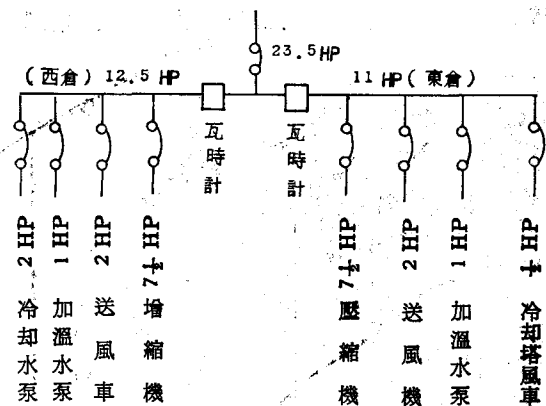 23.5 HP
(西倉) 12.5 HP
11 HP (東倉)
瓦時計
瓦時計
2 HP 冷却水泵
1 HP 加溫水泵
2 HP 送風車
7½ HP 增縮機
7½ HP 壓縮機
2 HP 送風機
1 HP 加溫水泵
½ HP 冷却塔風車